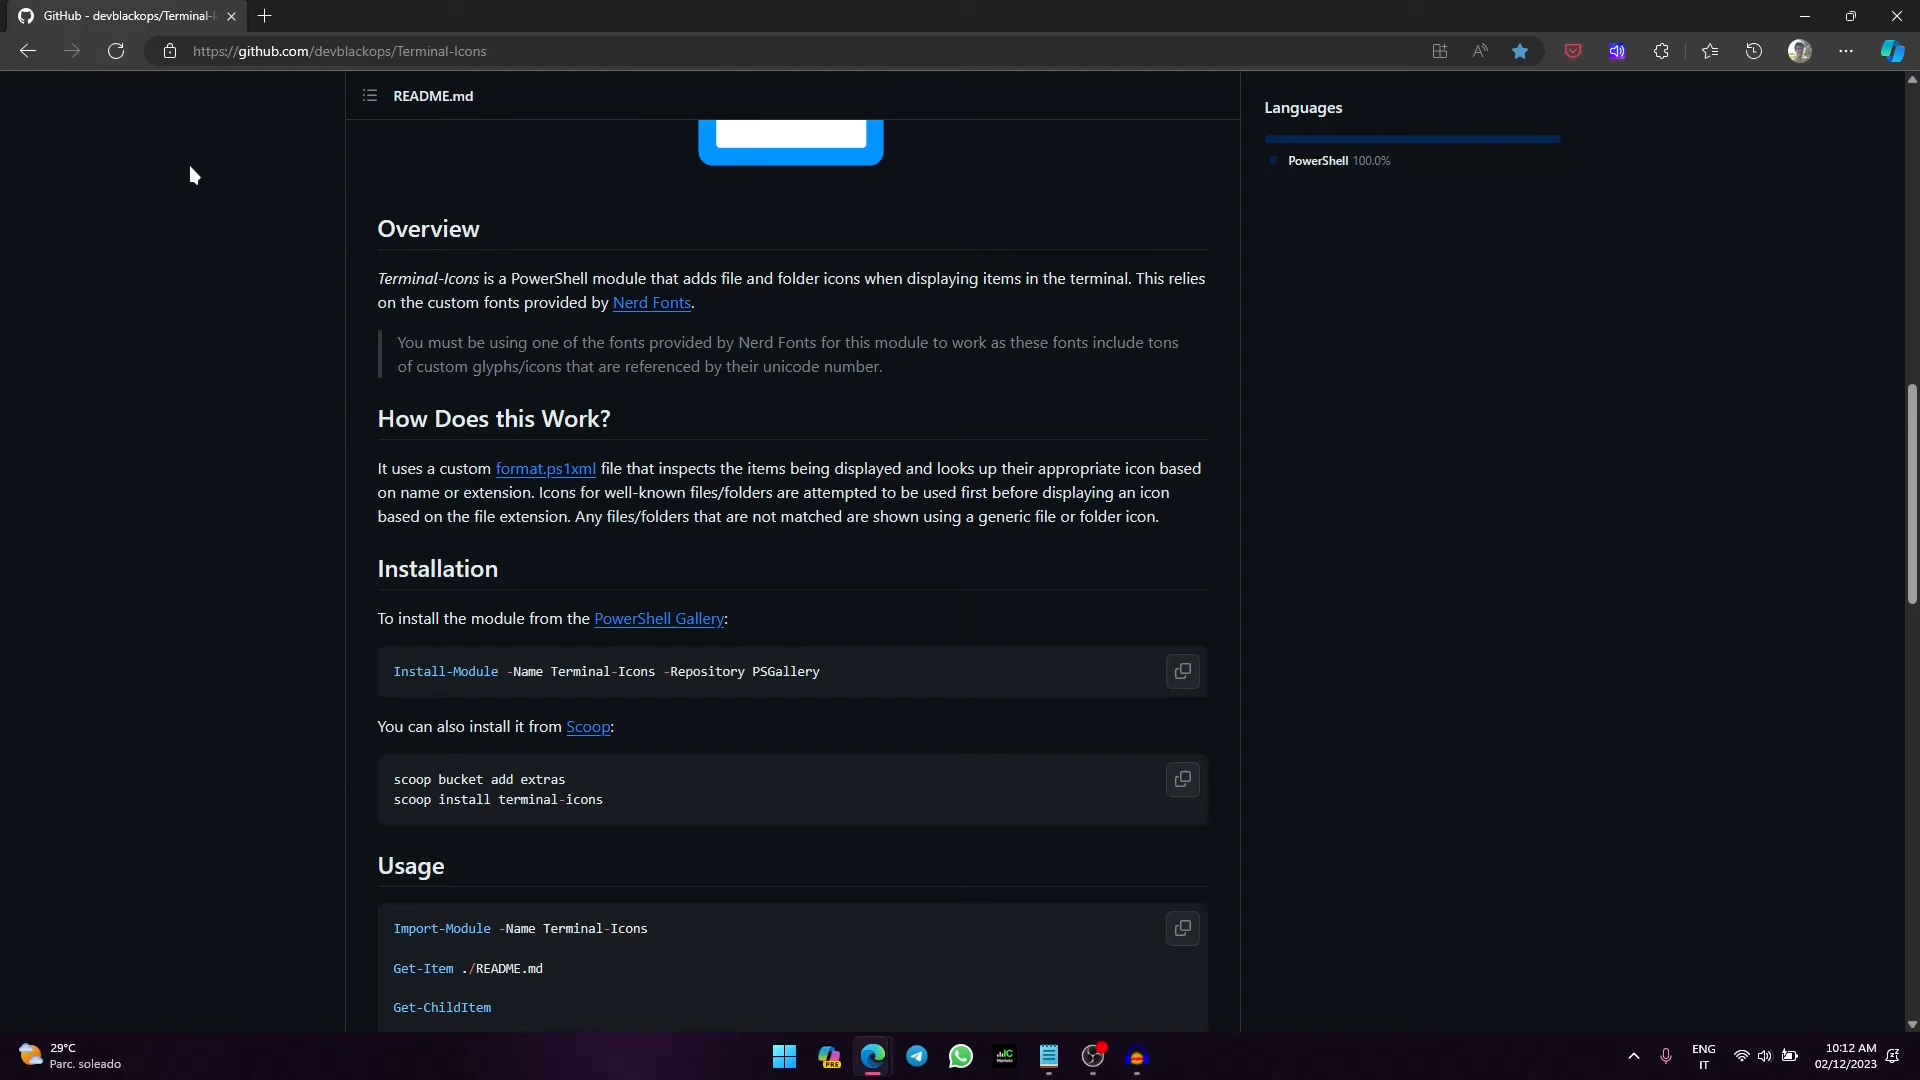 GitHub - devblackops/Terminal-I
https://github.com/devblackops/Terminal-Icons
README.md
Languages
PowerShell 100.0%
Overview
Terminal-Icons is a PowerShell module that adds file and folder icons when displaying items in the terminal. This relies
on the custom fonts provided by Nerd Fonts.
You must be using one of the fonts provided by Nerd Fonts for this module to work as these fonts include tons
of custom glyphs/icons that are referenced by their unicode number.
How Does this Work?
It uses a custom format.ps1xml file that inspects the items being displayed and looks up their appropriate icon based
on name or extension. Icons for well-known files/folders are attempted to be used first before displaying an icon
based on the file extension. Any files/folders that are not matched are shown using a generic file or folder icon.
Installation
To install the module from the PowerShell Gallery:
Install-Module -Name Terminal-Icons -Repository PSGallery
You can also install it from Scoop:
scoop bucket add extras
scoop install terminal-icons
Usage
Import-Module -Name Terminal-Icons
Get-Item ./README.md
Get-ChildItem
29°C
Parc. soleado
PRE
IC
Markets
ENG
IT
10:12 AM
02/12/2023